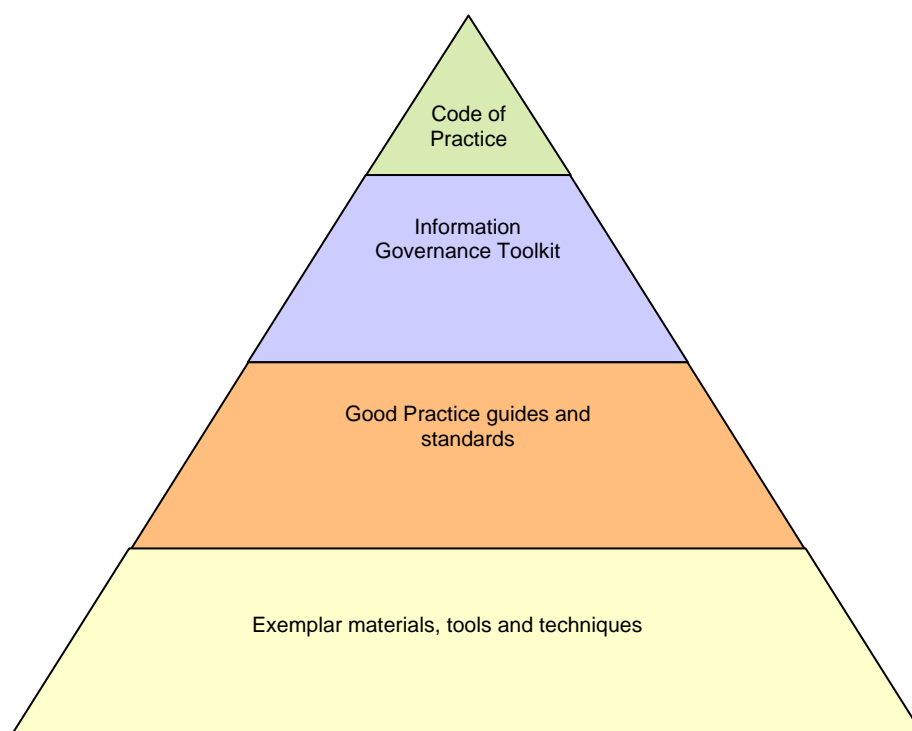 Code of
Practice
Information
Governance Toolkit
Good Practice guides and
standards
Exemplar materials, tools and techniques